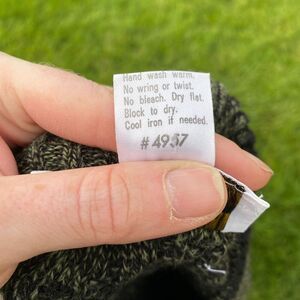 Hand wash warm.
No wring or twist.
No bleach. Dry flat.
Block to dry.
Cool iron if needed.
#4957